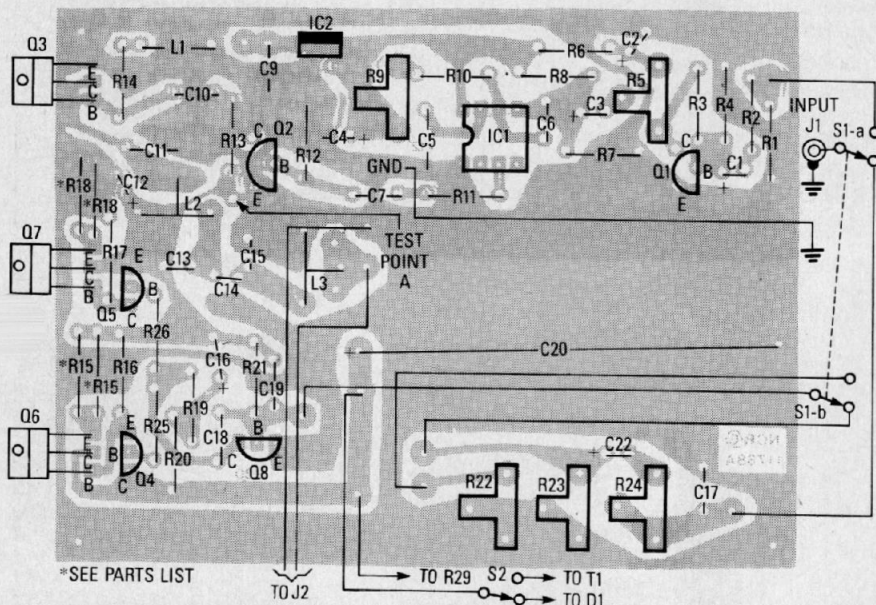 Q3
L1
IC2
R6
C2
C9
R9
R10
R8
R5
R14
E
C
B
C10
R3
R4
R2
R1
INPUT
J1
S1-a
C3
C6
IC1
C5
C4
R13
C
Q2
B
E
R12
C11
GND
R7
C
Q1
B
E
C1
*R18
*R18
C12
L2
C7
R11
Q7
E
C
B
R17
E
B
C
Q5
C13
C15
C14
L3
TEST
POINT
A
R26
C20
*R15
*R15
R16
C16
R21
C19
S1-b
Q6
E
C
B
E
C
Q4
R25
R19
R20
C18
B
C
Q8
E
C22
R22
R23
R24
C17
*SEE PARTS LIST
TO J2
TO R29
S2
TO T1
TO D1